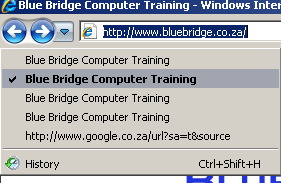 Blue Bridge Computer Training - Windows Inter
http://www.bluebridge.co.za/
Blue Bridge Computer Training
Blue Bridge Computer Training
Blue Bridge Computer Training
Blue Bridge Computer Training
http://www.google.co.za/url?sa=t&source
History Ctrl+Shift+H